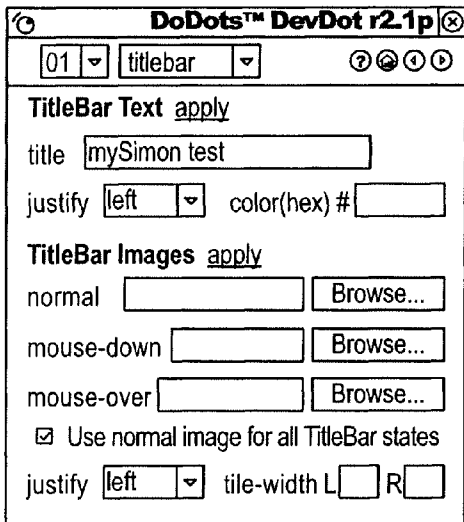 DoDots™ DevDot r2.1p
01 titlebar ?
TitleBar Text apply
title mySimon test
justify left color(hex) #
TitleBar Images apply
normal Browse...
mouse-down Browse...
mouse-over Browse...
Use normal image for all TitleBar states
justify left tile-width L R